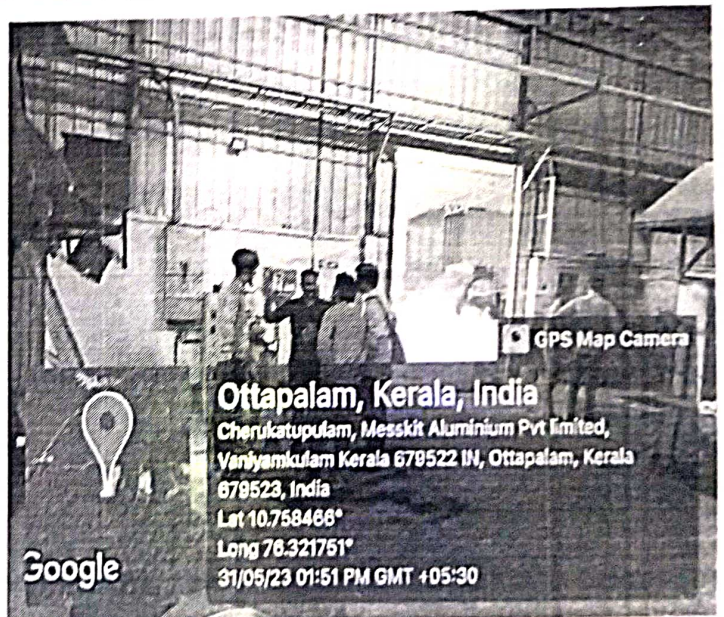 GPS Map Camera
Ottapalam, Kerala, India
Cherukatupulam, Messkit Aluminium Pvt limited,
Vaniyamkulam Kerala 679522 IN, Ottapalam, Kerala
679523, India
Lat 10.758466°
Long 76.321751°
31/05/23 01:51 PM GMT +05:30
Google